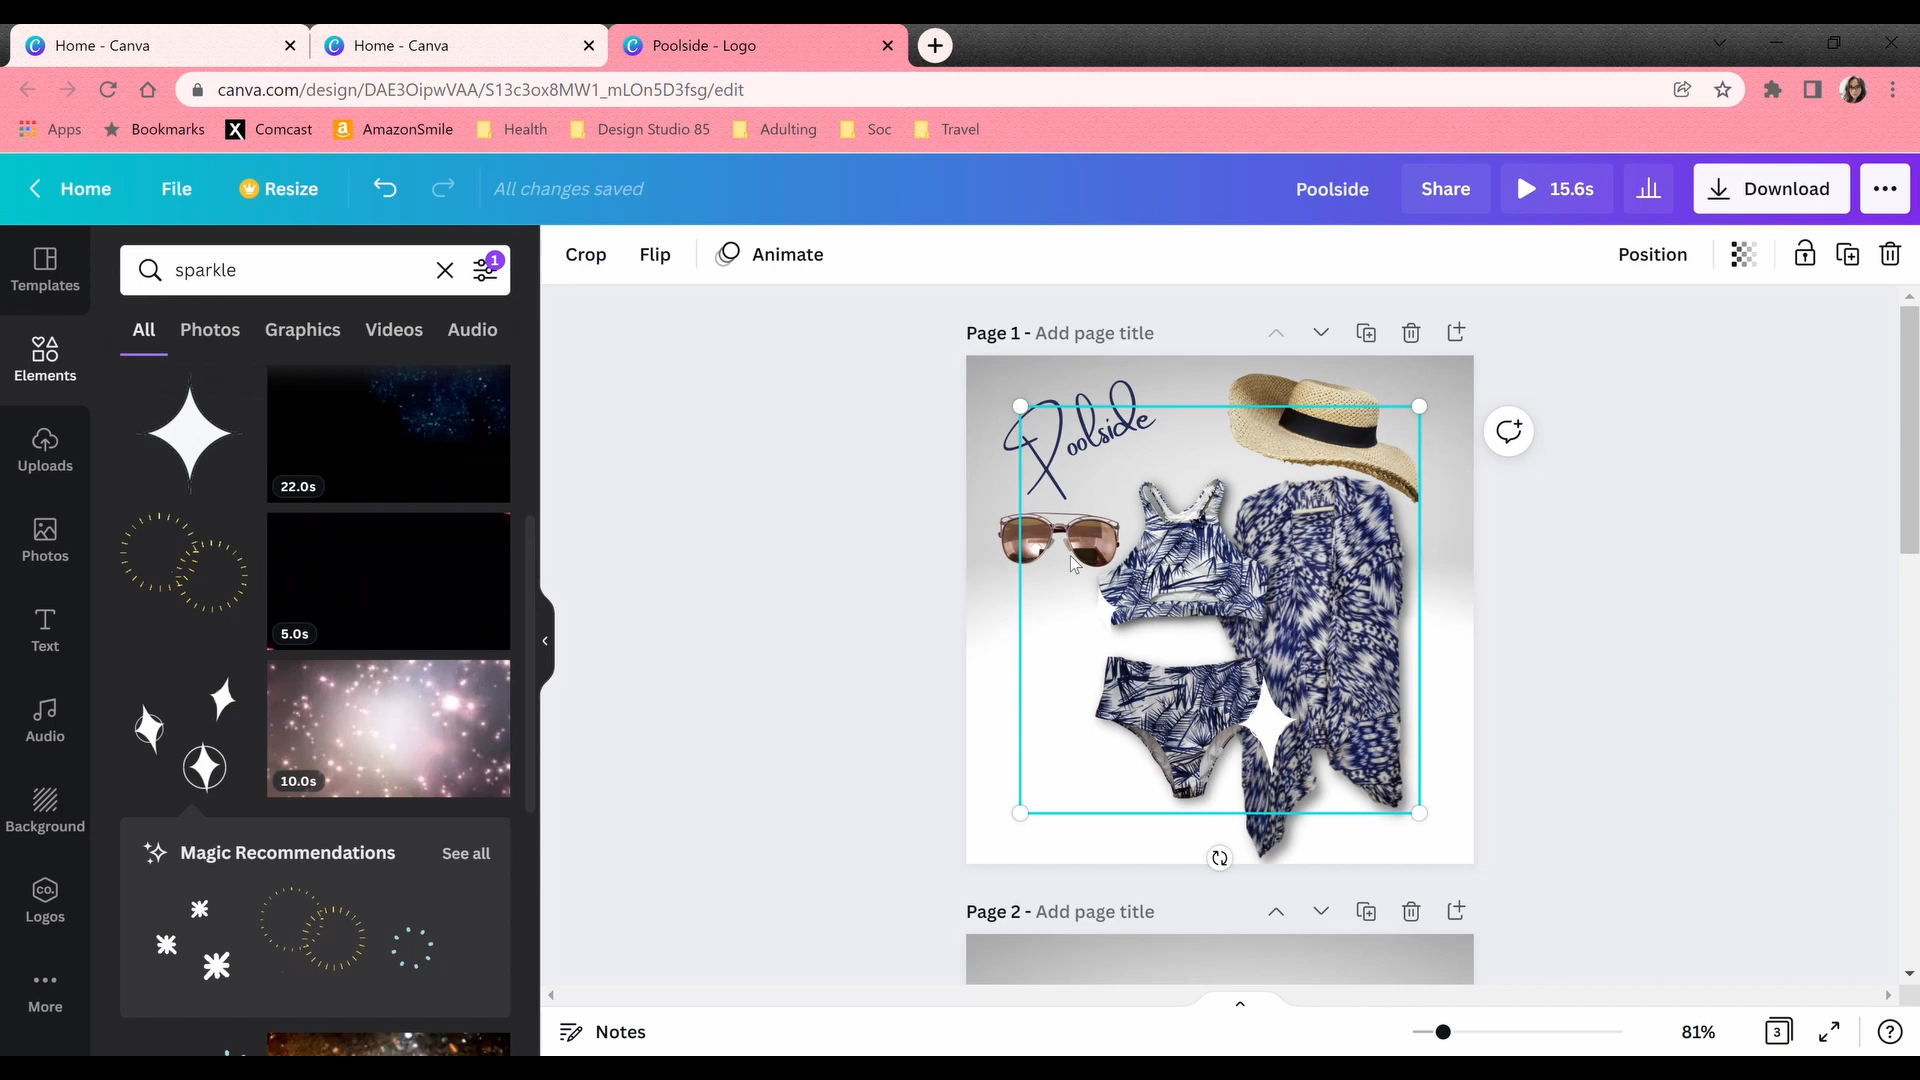 Home - Canva
Home - Canva
Poolside - Logo
canva.com/design/DAE3OipwVAA/S13c3ox8MW1_mLOn5D3fsg/edit
Apps
Bookmarks
X
Comcast
a
AmazonSmile
Health
Design Studio 85
Adulting
Soc
Travel
Home
File
Resize
All changes saved
Poolside
Share
15.6s
Download
Templates
Elements
Uploads
Photos
Text
Audio
Background
CO.
Logos
More
sparkle
1
All
Photos
Graphics
Videos
Audio
22.0s
5.0s
10.0s
Magic Recommendations
See all
Crop
Flip
Animate
Position
Page 1 - Add page title
Poolside
Page 2 - Add page title
Notes
81%
3